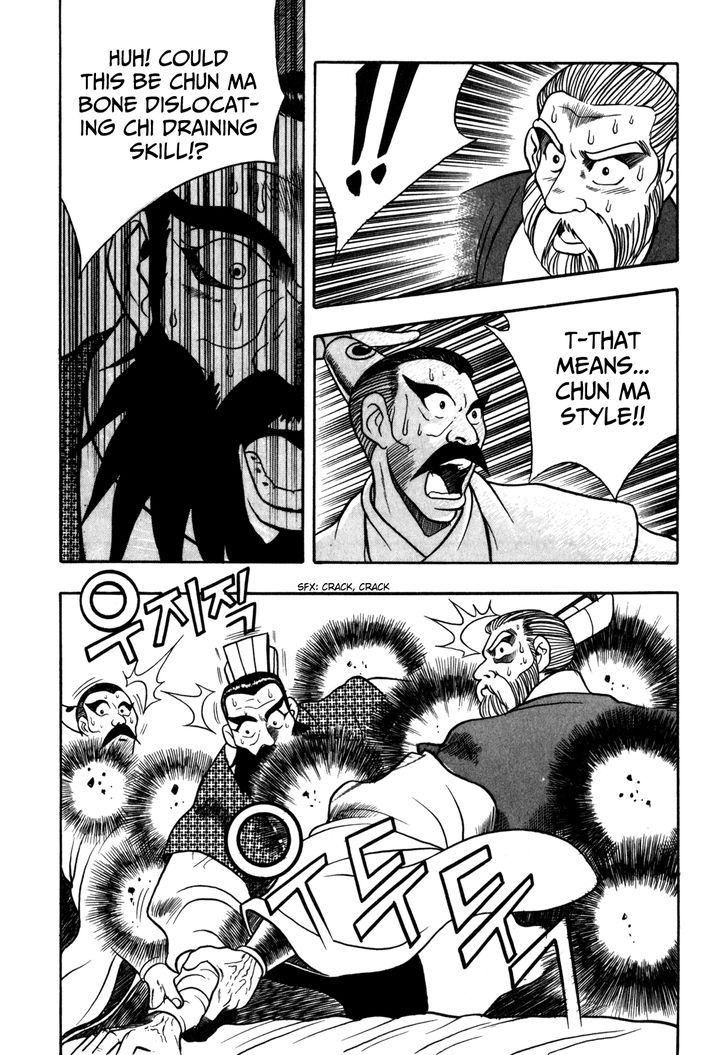 HUH! COULD
THIS BE CHUN MA
BONE DISLOCAT-
ING CHI DRAINING
SKILL!?
!!
T-THAT
MEANS...
CHUN MA
STYLE!!
SFX: CRACK, CRACK
우지직
우두두둑